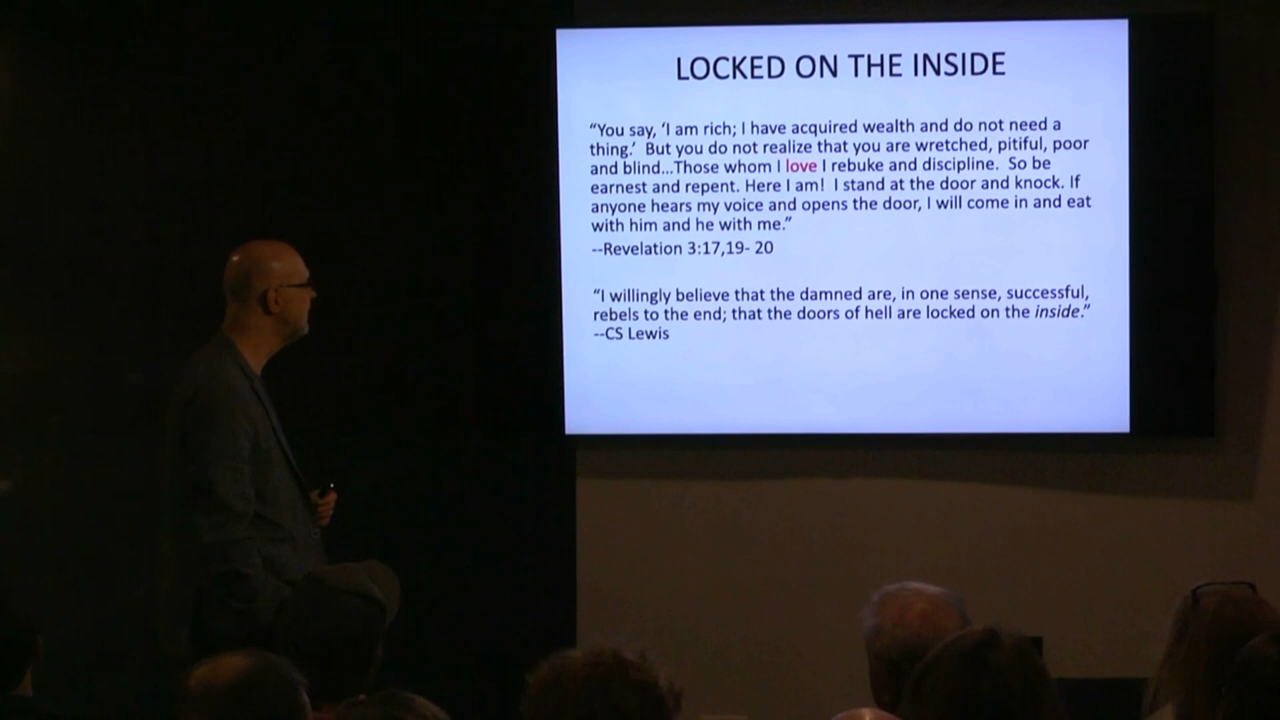 LOCKED ON THE INSIDE
“You say, ‘I am rich; I have acquired wealth and do not need a
thing.’ But you do not realize that you are wretched, pitiful, poor
and blind…Those whom I love I rebuke and discipline. So be
earnest and repent. Here I am! I stand at the door and knock. If
anyone hears my voice and opens the door, I will come in and eat
with him and he with me.”
--Revelation 3:17,19- 20
“I willingly believe that the damned are, in one sense, successful,
rebels to the end; that the doors of hell are locked on the inside.”
--CS Lewis